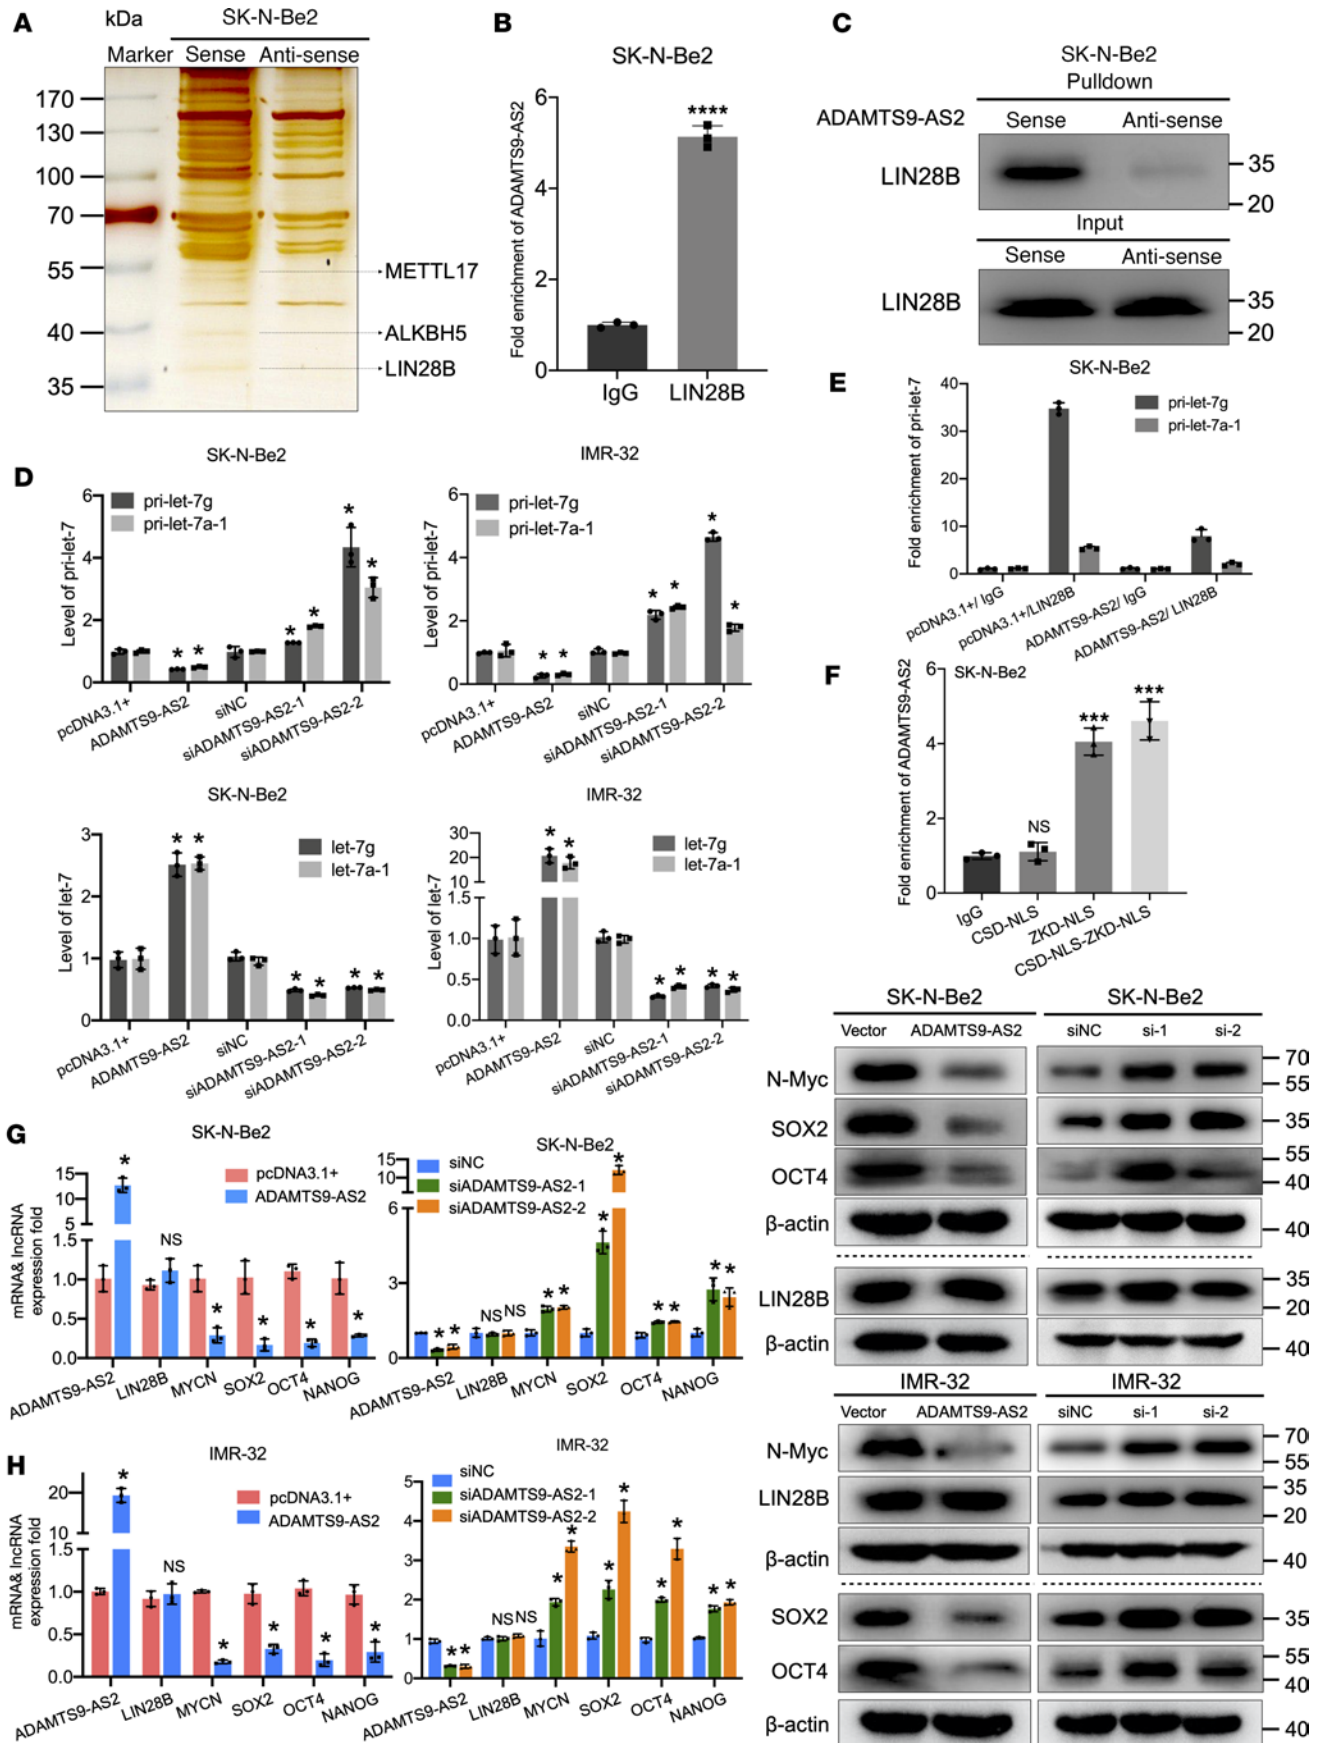 A
kDa
SK-N-Be2
Marker Sense Anti-sense
170
130
100
70
55
40
35
METTL17
ALKBH5
LIN28B
B
SK-N-Be2
Fold enrichment of ADAMTS9-AS2
6
4
2
0
****
IgG LIN28B
C
SK-N-Be2
Pulldown
ADAMTS9-AS2
Sense Anti-sense
LIN28B
35
20
Input
Sense Anti-sense
LIN28B
35
20
D
SK-N-Be2
Level of pri-let-7
6
4
2
0
pri-let-7g
pri-let-7a-1
* * * * * *
pcDNA3.1+
ADAMTS9-AS2
siNC
siADAMTS9-AS2-1
siADAMTS9-AS2-2
IMR-32
Level of pri-let-7
6
4
2
0
pri-let-7g
pri-let-7a-1
* * * * * *
pcDNA3.1+
ADAMTS9-AS2
siNC
siADAMTS9-AS2-1
siADAMTS9-AS2-2
SK-N-Be2
Level of let-7
3
2
1
0
let-7g
let-7a-1
* * * * * *
pcDNA3.1+
ADAMTS9-AS2
siNC
siADAMTS9-AS2-1
siADAMTS9-AS2-2
IMR-32
Level of let-7
30
20
10
1.5
1.0
0.5
0.0
let-7g
let-7a-1
* * * * * *
pcDNA3.1+
ADAMTS9-AS2
siNC
siADAMTS9-AS2-1
siADAMTS9-AS2-2
E
SK-N-Be2
Fold enrichment of pri-let-7
40
30
20
10
0
pri-let-7g
pri-let-7a-1
pcDNA3.1+/ IgG
pcDNA3.1+/LIN28B
ADAMTS9-AS2/ IgG
ADAMTS9-AS2/ LIN28B
F
SK-N-Be2
Fold enrichment of ADAMTS9-AS2
6
4
2
0
NS *** ***
IgG
CSD-NLS
ZKD-NLS
CSD-NLS-ZKD-NLS
G
SK-N-Be2
mRNA& lncRNA
expression fold
15
10
5
1.5
1.0
0.5
0.0
pcDNA3.1+
ADAMTS9-AS2
* NS * * * *
ADAMTS9-AS2
LIN28B
MYCN
SOX2
OCT4
NANOG
SK-N-Be2
15
10
6
3
0
siNC
siADAMTS9-AS2-1
siADAMTS9-AS2-2
* * NS NS * * * * * * * *
ADAMTS9-AS2
LIN28B
MYCN
SOX2
OCT4
NANOG
SK-N-Be2 SK-N-Be2
Vector ADAMTS9-AS2 siNC si-1 si-2
N-Myc
70
55
SOX2
35
OCT4
55
40
β-actin
40
LIN28B
35
20
β-actin
40
H
IMR-32
mRNA& lncRNA
expression fold
20
10
1.5
1.0
0.5
0.0
pcDNA3.1+
ADAMTS9-AS2
* NS * * * *
ADAMTS9-AS2
LIN28B
MYCN
SOX2
OCT4
NANOG
IMR-32
5
4
3
2
1
0
siNC
siADAMTS9-AS2-1
siADAMTS9-AS2-2
* * NS NS * * * * * * * *
ADAMTS9-AS2
LIN28B
MYCN
SOX2
OCT4
NANOG
IMR-32 IMR-32
Vector ADAMTS9-AS2 siNC si-1 si-2
N-Myc
70
55
LIN28B
35
20
β-actin
40
SOX2
35
OCT4
55
40
β-actin
40